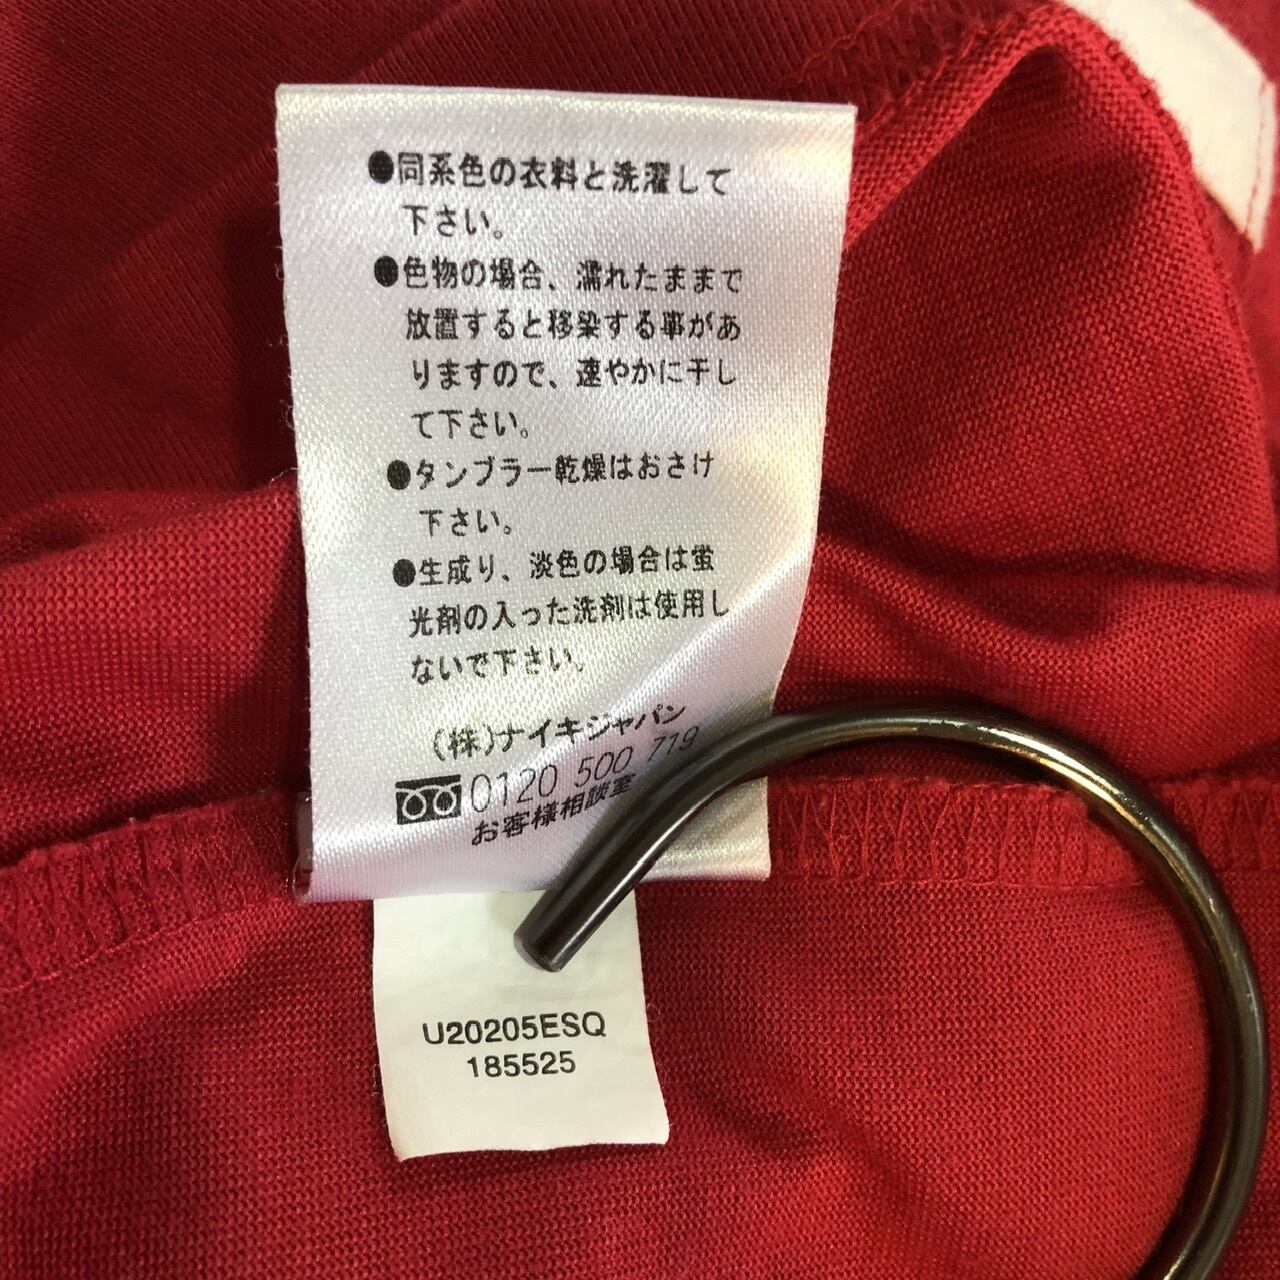 ●同系色の衣料と洗濯して
下さい。
●色物の場合、濡れたままで
放置すると移染する事があ
りますので、速やかに干し
て下さい。
●タンブラー乾燥はおさけ
下さい。
●生成り、淡色の場合は蛍
光剤の入った洗剤は使用し
ないで下さい。
(株)ナイキジャパン
0120 500 719
お客様相談室
U20205ESQ
185525